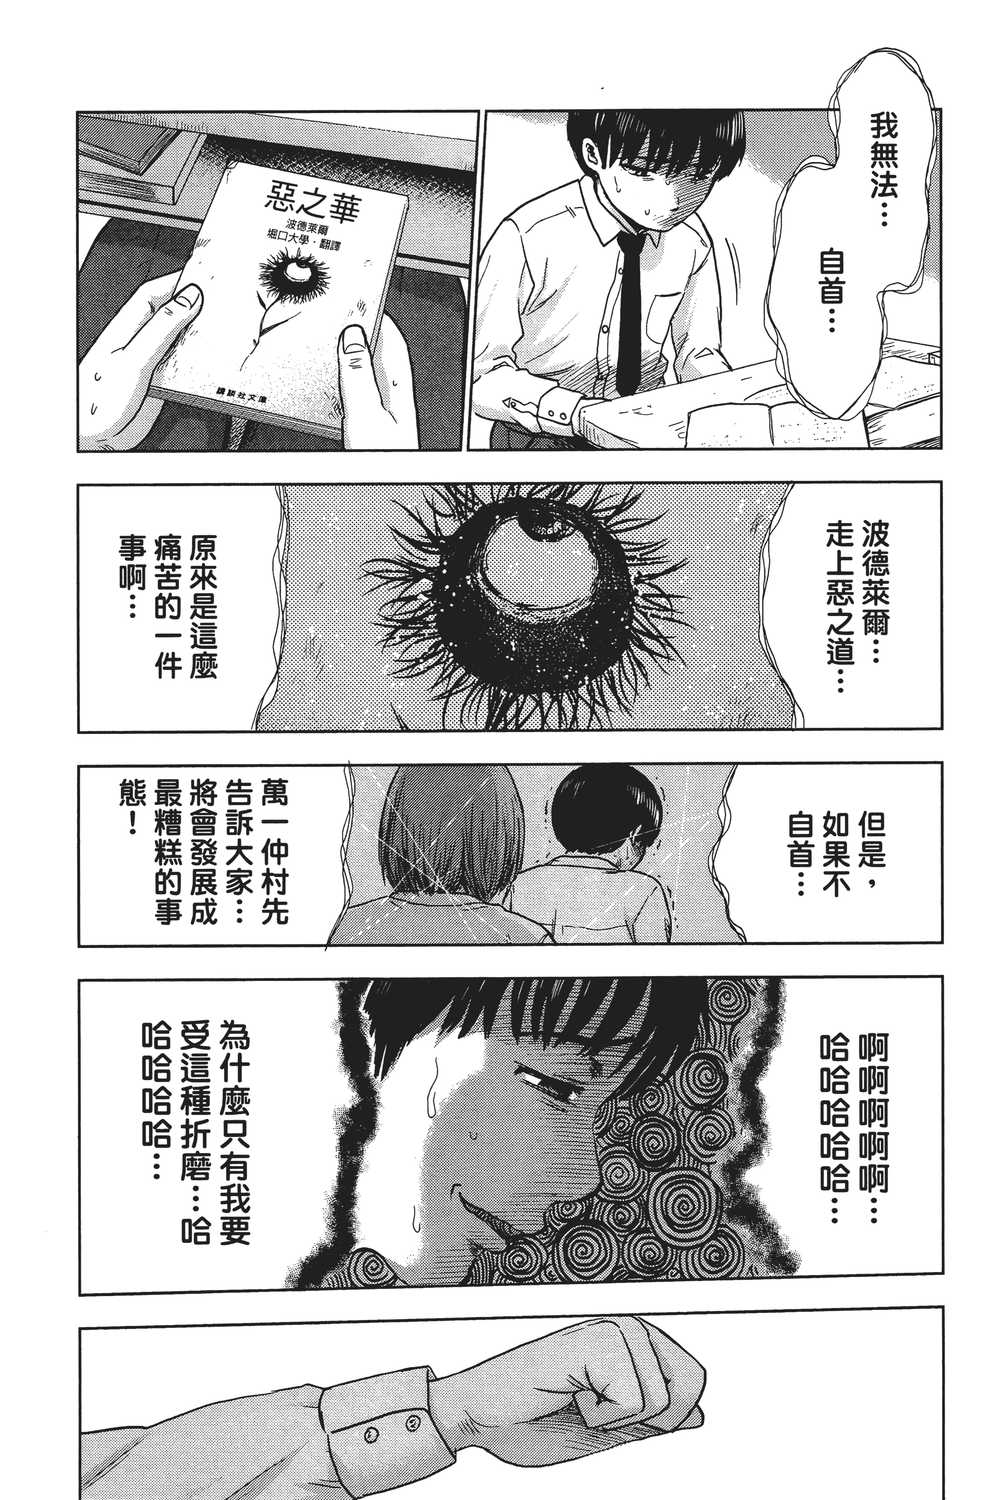 我無法…
自首…
惡之華
波德萊爾
堀口大學・翻譯
講談社文庫
波德萊爾…
走上惡之道…
原來是這麼
痛苦的一件
事啊…
但是，
如果不
自首…
萬一仲村先
告訴大家…
將會發展成
最糟糕的事
態！
啊啊啊啊啊…
哈哈哈哈哈…
為什麼只有我要
受這種折磨…哈
哈哈哈哈…